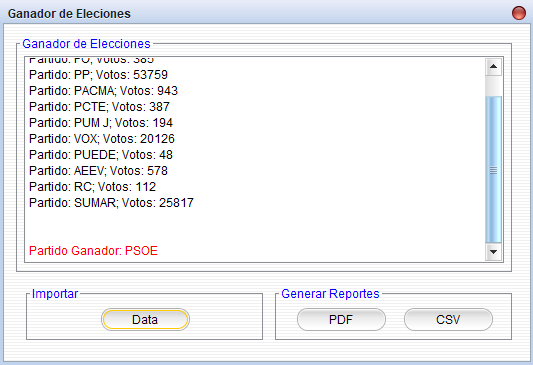 Ganador de Eleciones
Ganador de Elecciones
Partido: FO; Votos: 385
Partido: PP; Votos: 53759
Partido: PACMA; Votos: 943
Partido: PCTE; Votos: 387
Partido: PUM J; Votos: 194
Partido: VOX; Votos: 20126
Partido: PUEDE; Votos: 48
Partido: AEEV; Votos: 578
Partido: RC; Votos: 112
Partido: SUMAR; Votos: 25817
Partido Ganador: PSOE
Importar
Generar Reportes
Data
PDF
CSV